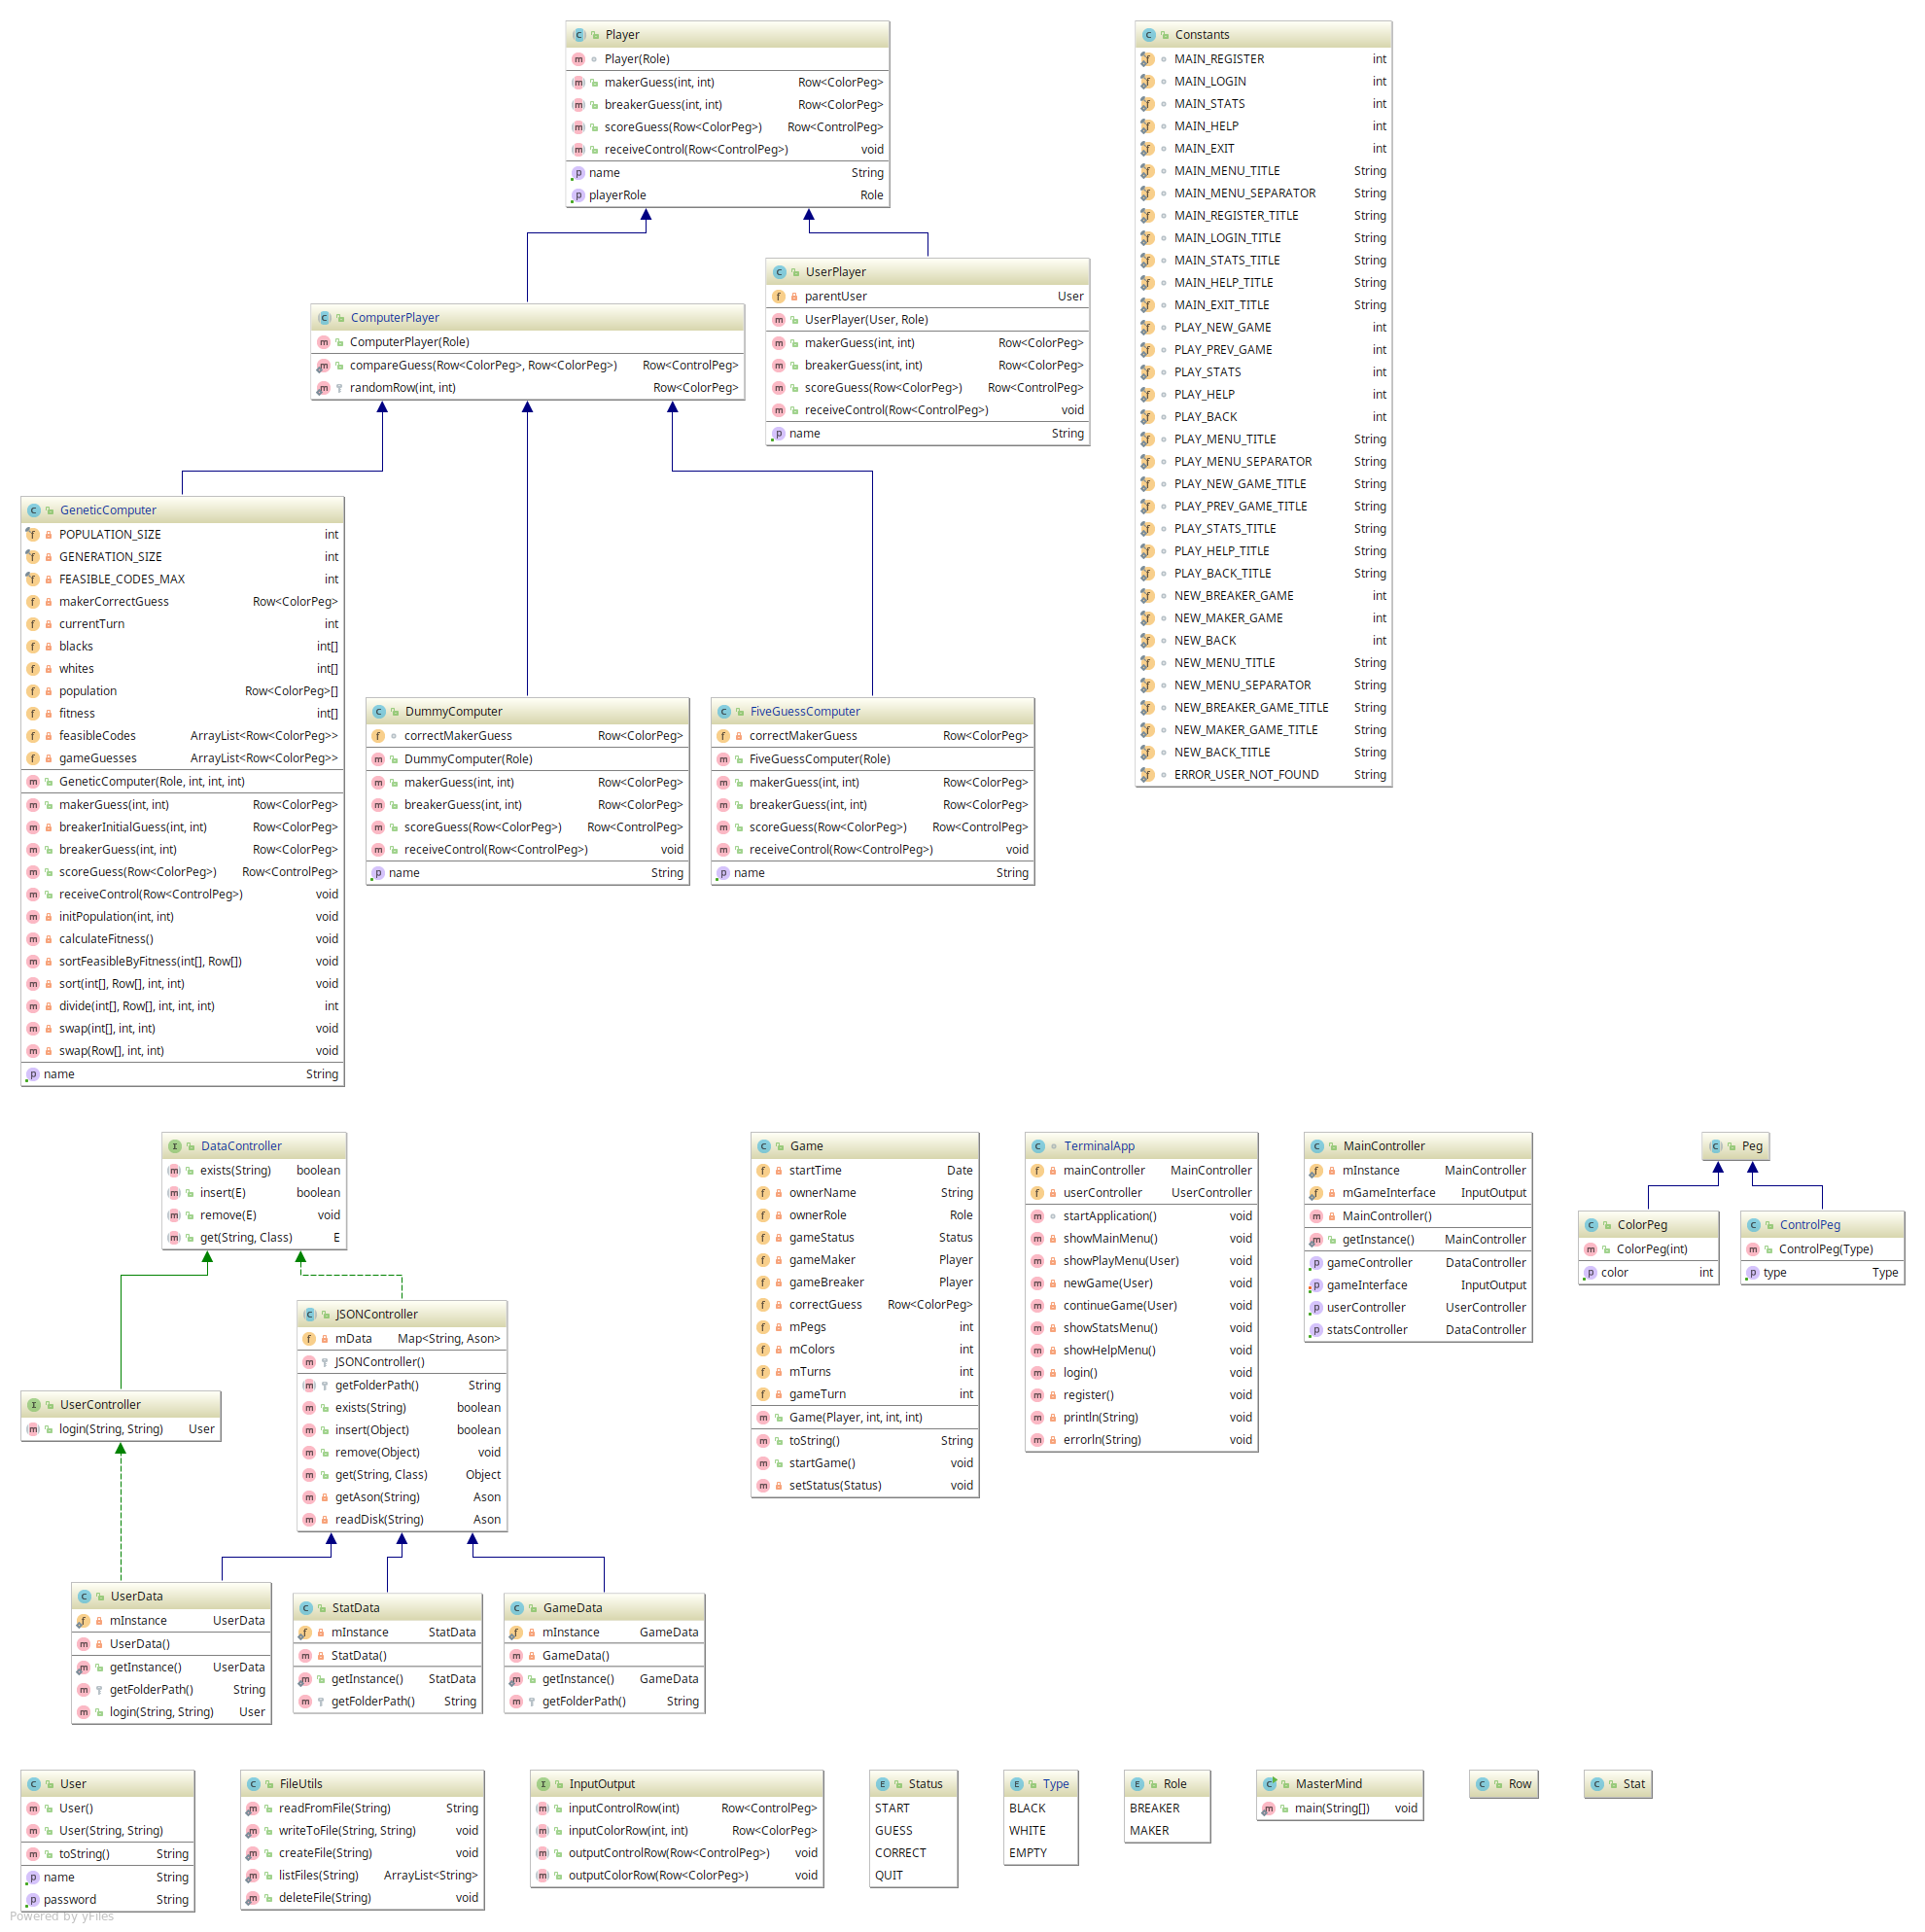 Player
Player(Role)
makerGuess(int, int) Row<ColorPeg>
breakerGuess(int, int) Row<ColorPeg>
scoreGuess(Row<ColorPeg>) Row<ControlPeg>
receiveControl(Row<ControlPeg>) void
name String
playerRole Role
Constants
MAIN_REGISTER int
MAIN_LOGIN int
MAIN_STATS int
MAIN_HELP int
MAIN_EXIT int
MAIN_MENU_TITLE String
MAIN_MENU_SEPARATOR String
MAIN_REGISTER_TITLE String
MAIN_LOGIN_TITLE String
MAIN_STATS_TITLE String
MAIN_HELP_TITLE String
MAIN_EXIT_TITLE String
PLAY_NEW_GAME int
PLAY_PREV_GAME int
PLAY_STATS int
PLAY_HELP int
PLAY_BACK int
PLAY_MENU_TITLE String
PLAY_MENU_SEPARATOR String
PLAY_NEW_GAME_TITLE String
PLAY_PREV_GAME_TITLE String
PLAY_STATS_TITLE String
PLAY_HELP_TITLE String
PLAY_BACK_TITLE String
NEW_BREAKER_GAME int
NEW_MAKER_GAME int
NEW_BACK int
NEW_MENU_TITLE String
NEW_MENU_SEPARATOR String
NEW_BREAKER_GAME_TITLE String
NEW_MAKER_GAME_TITLE String
NEW_BACK_TITLE String
ERROR_USER_NOT_FOUND String
UserPlayer
parentUser User
UserPlayer(User, Role)
makerGuess(int, int) Row<ColorPeg>
breakerGuess(int, int) Row<ColorPeg>
scoreGuess(Row<ColorPeg>) Row<ControlPeg>
receiveControl(Row<ControlPeg>) void
name String
ComputerPlayer
ComputerPlayer(Role)
compareGuess(Row<ColorPeg>, Row<ColorPeg>) Row<ControlPeg>
randomRow(int, int) Row<ColorPeg>
GeneticComputer
POPULATION_SIZE int
GENERATION_SIZE int
FEASIBLE_CODES_MAX int
makerCorrectGuess Row<ColorPeg>
currentTurn int
blacks int[]
whites int[]
population Row<ColorPeg>[]
fitness int[]
feasibleCodes ArrayList<Row<ColorPeg>>
gameGuesses ArrayList<Row<ColorPeg>>
GeneticComputer(Role, int, int, int)
makerGuess(int, int) Row<ColorPeg>
breakerInitialGuess(int, int) Row<ColorPeg>
breakerGuess(int, int) Row<ColorPeg>
scoreGuess(Row<ColorPeg>) Row<ControlPeg>
receiveControl(Row<ControlPeg>) void
initPopulation(int, int) void
calculateFitness() void
sortFeasibleByFitness(int[], Row[]) void
sort(int[], Row[], int, int) void
divide(int[], Row[], int, int, int) int
swap(int[], int, int) void
swap(Row[], int, int) void
name String
DummyComputer
correctMakerGuess Row<ColorPeg>
DummyComputer(Role)
makerGuess(int, int) Row<ColorPeg>
breakerGuess(int, int) Row<ColorPeg>
scoreGuess(Row<ColorPeg>) Row<ControlPeg>
receiveControl(Row<ControlPeg>) void
name String
FiveGuessComputer
correctMakerGuess Row<ColorPeg>
FiveGuessComputer(Role)
makerGuess(int, int) Row<ColorPeg>
breakerGuess(int, int) Row<ColorPeg>
scoreGuess(Row<ColorPeg>) Row<ControlPeg>
receiveControl(Row<ControlPeg>) void
name String
DataController
exists(String) boolean
insert(E) boolean
remove(E) void
get(String, Class) E
JSONController
mData Map<String, Ason>
JSONController()
getFolderPath() String
exists(String) boolean
insert(Object) boolean
remove(Object) void
get(String, Class) Object
getAson(String) Ason
readDisk(String) Ason
UserController
login(String, String) User
UserData
mInstance UserData
UserData()
getInstance() UserData
getFolderPath() String
login(String, String) User
StatData
mInstance StatData
StatData()
getInstance() StatData
getFolderPath() String
GameData
mInstance GameData
GameData()
getInstance() GameData
getFolderPath() String
Game
startTime Date
ownerName String
ownerRole Role
gameStatus Status
gameMaker Player
gameBreaker Player
correctGuess Row<ColorPeg>
mPegs int
mColors int
mTurns int
gameTurn int
Game(Player, int, int, int)
toString() String
startGame() void
setStatus(Status) void
TerminalApp
mainController MainController
userController UserController
startApplication() void
showMainMenu() void
showPlayMenu(User) void
newGame(User) void
continueGame(User) void
showStatsMenu() void
showHelpMenu() void
login() void
register() void
println(String) void
errorln(String) void
MainController
mInstance MainController
mGameInterface InputOutput
MainController()
getInstance() MainController
gameController DataController
gameInterface InputOutput
userController UserController
statsController DataController
Peg
ColorPeg
ColorPeg(int)
color int
ControlPeg
ControlPeg(Type)
type Type
User
User()
User(String, String)
toString() String
name String
password String
FileUtils
readFromFile(String) String
writeToFile(String, String) void
createFile(String) void
listFiles(String) ArrayList<String>
deleteFile(String) void
InputOutput
inputControlRow(int) Row<ControlPeg>
inputColorRow(int, int) Row<ColorPeg>
outputControlRow(Row<ControlPeg>) void
outputColorRow(Row<ColorPeg>) void
Status
START
GUESS
CORRECT
QUIT
Type
BLACK
WHITE
EMPTY
Role
BREAKER
MAKER
MasterMind
main(String[]) void
Row
Stat
Powered by yFiles